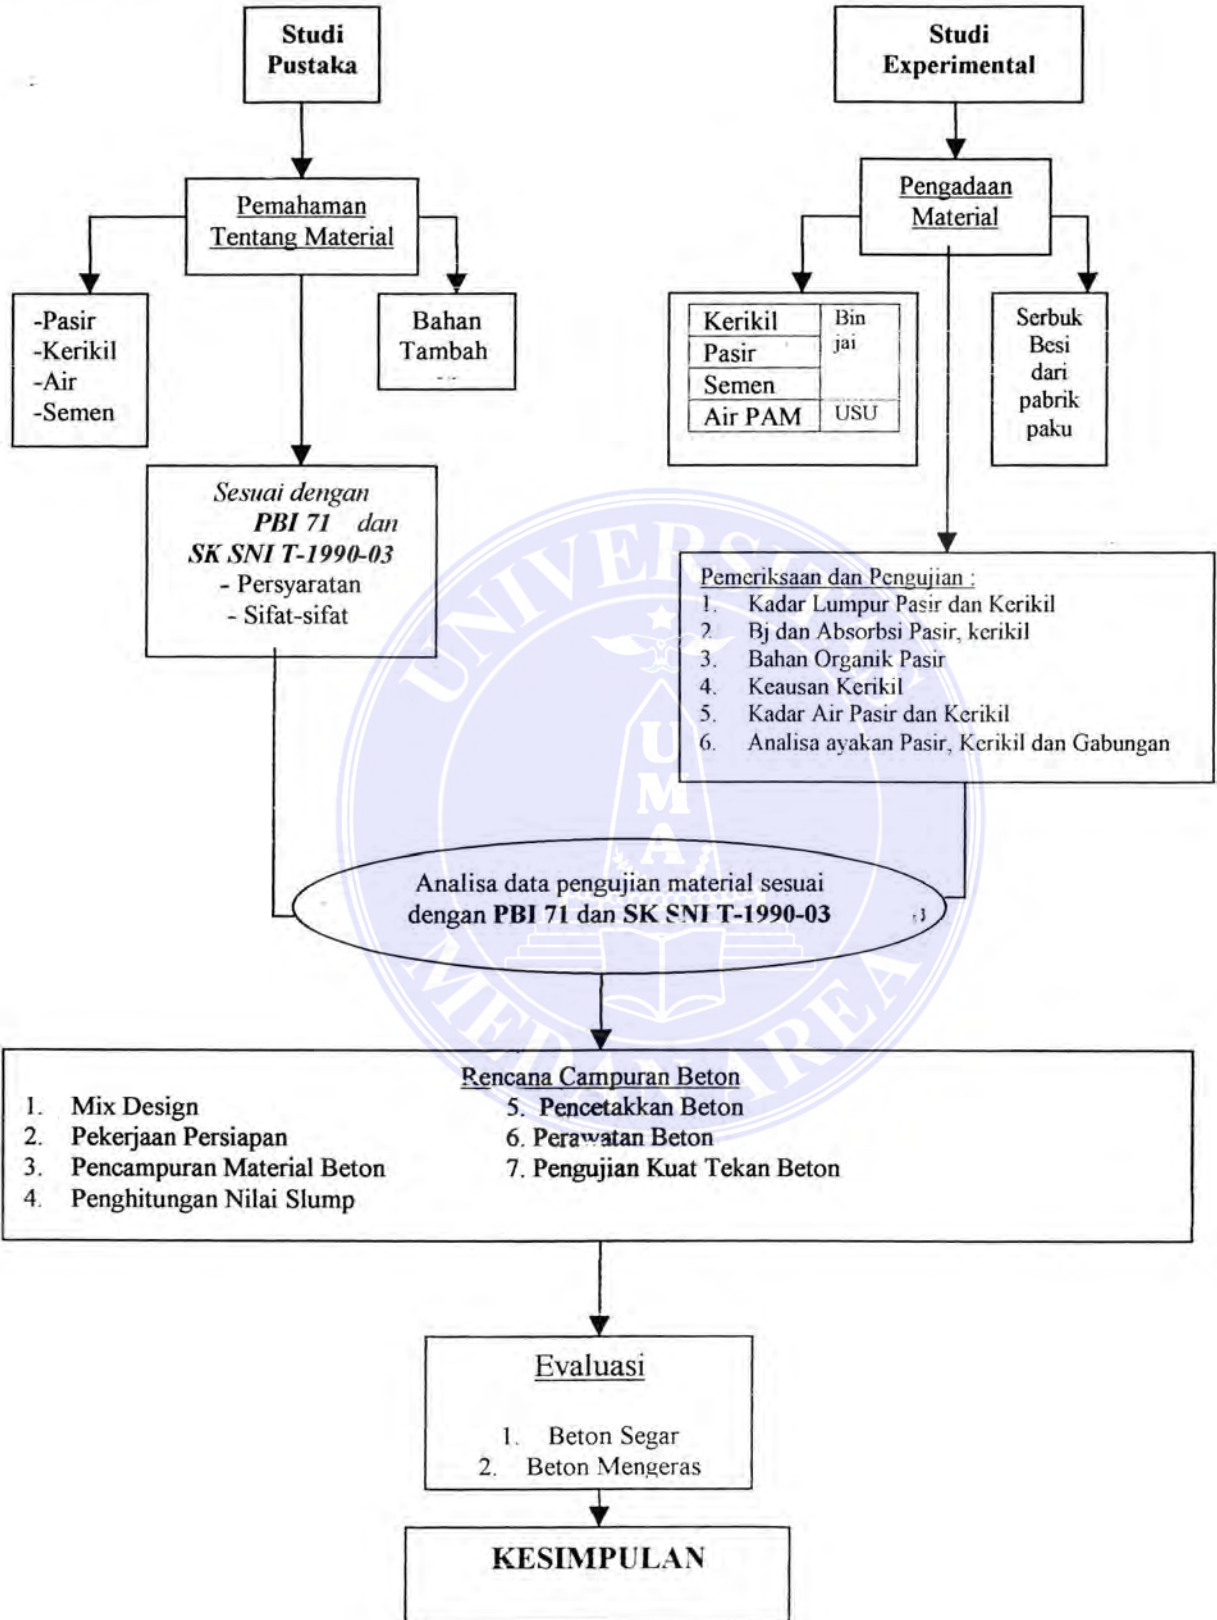 Studi
Pustaka
Studi
Experimental
Pemahaman
Tentang Material
Pengadaan
Material
-Pasir
-Kerikil
-Air
-Semen
Bahan
Tambah
Kerikil
Pasir
Semen
Air PAM
Bin
jai
USU
Serbuk
Besi
dari
pabrik
paku
Sesuai dengan
PBI 71 dan
SK SNI T-1990-03
- Persyaratan
- Sifat-sifat
Pemeriksaan dan Pengujian :
1. Kadar Lumpur Pasir dan Kerikil
2. Bj dan Absorbsi Pasir, kerikil
3. Bahan Organik Pasir
4. Keausan Kerikil
5. Kadar Air Pasir dan Kerikil
6. Analisa ayakan Pasir, Kerikil dan Gabungan
UNIVERSITAS
UMA
MEDAN AREA
Analisa data pengujian material sesuai
dengan PBI 71 dan SK SNI T-1990-03
Rencana Campuran Beton
1. Mix Design
2. Pekerjaan Persiapan
3. Pencampuran Material Beton
4. Penghitungan Nilai Slump
5. Pencetakkan Beton
6. Perawatan Beton
7. Pengujian Kuat Tekan Beton
Evaluasi
1. Beton Segar
2. Beton Mengeras
KESIMPULAN